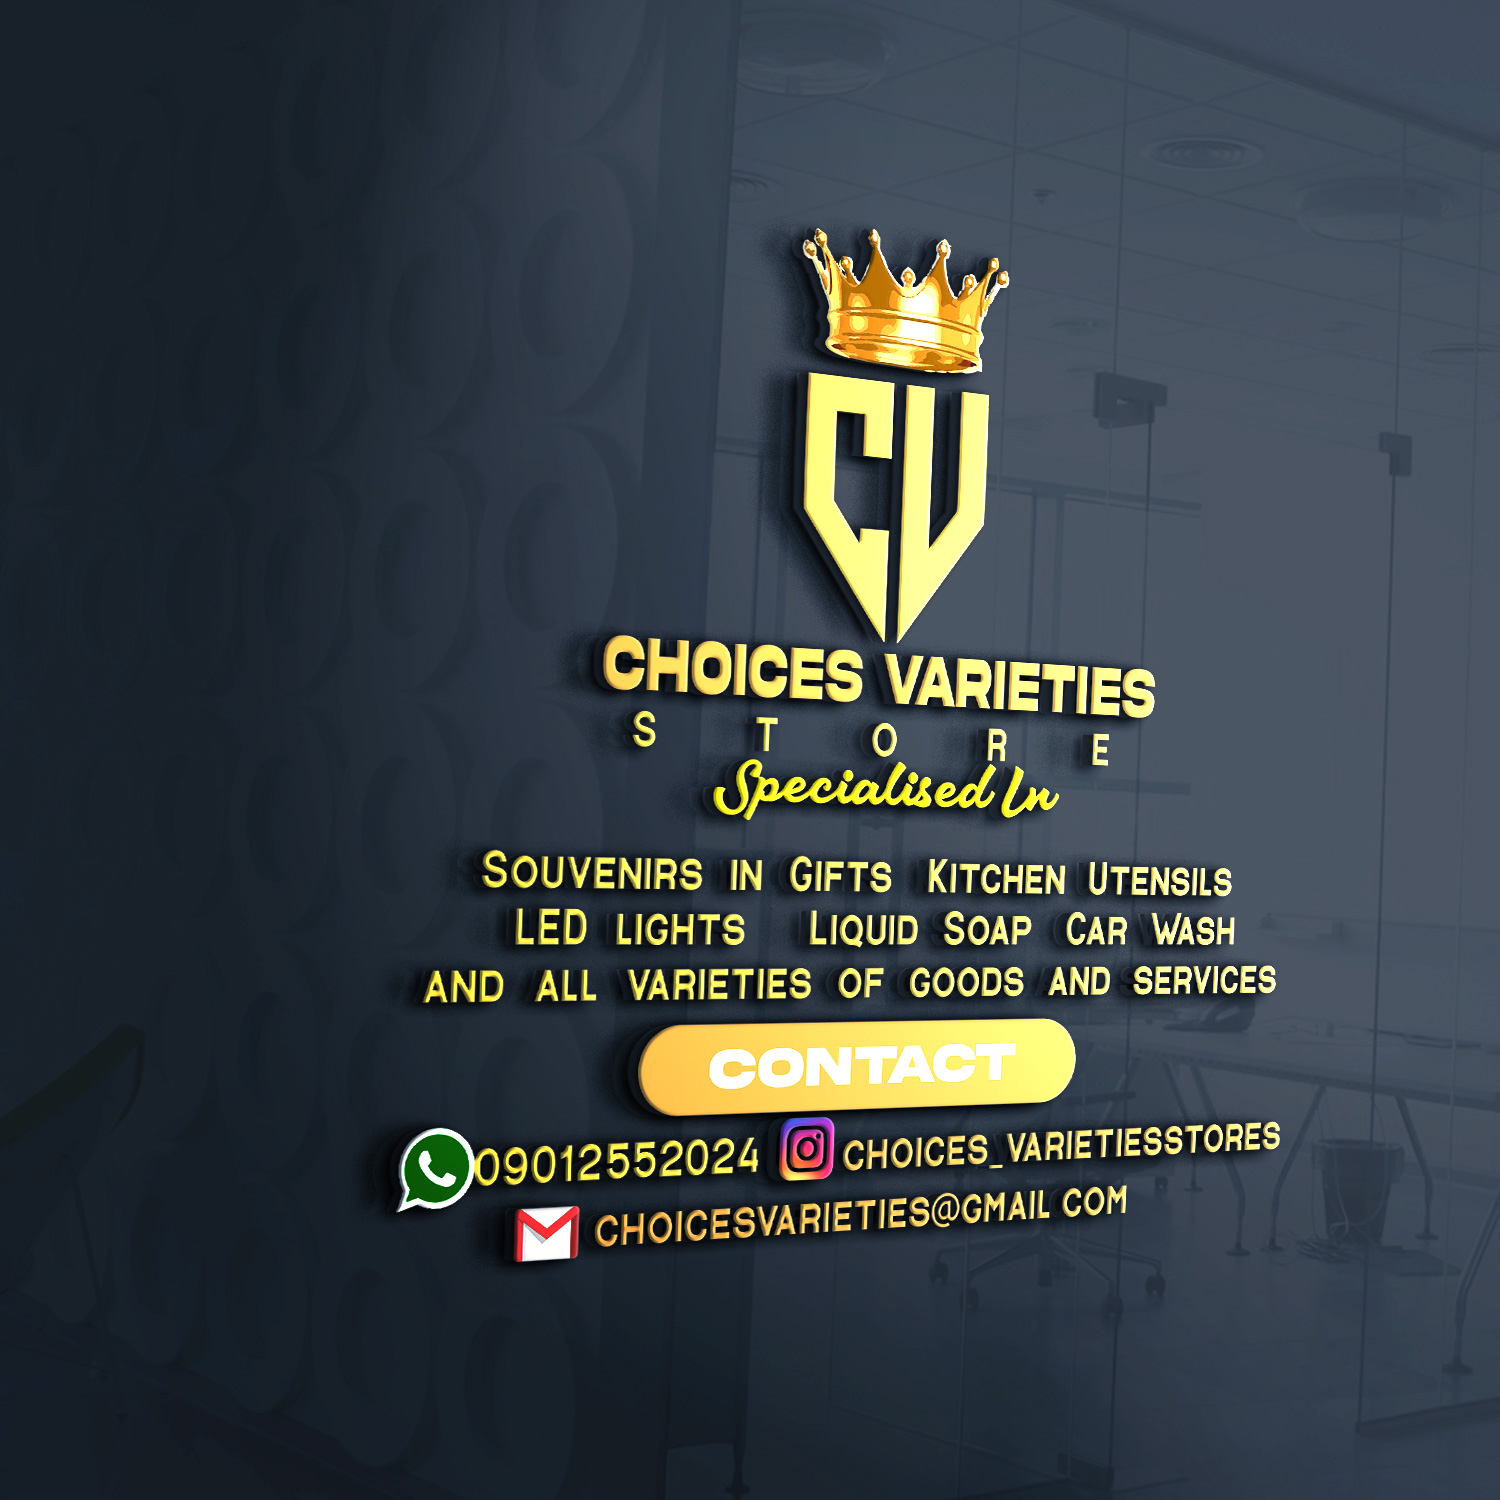 CV
CHOICES VARIETIES
STORE
Specialised In
SOUVENIRS IN GIFTS KITCHEN UTENSILS
LED LIGHTS LIQUID SOAP CAR WASH
AND ALL VARIETIES OF GOODS AND SERVICES
CONTACT
09012552024 CHOICES_VARIETIESSTORES
CHOICESVARIETIES@GMAIL COM